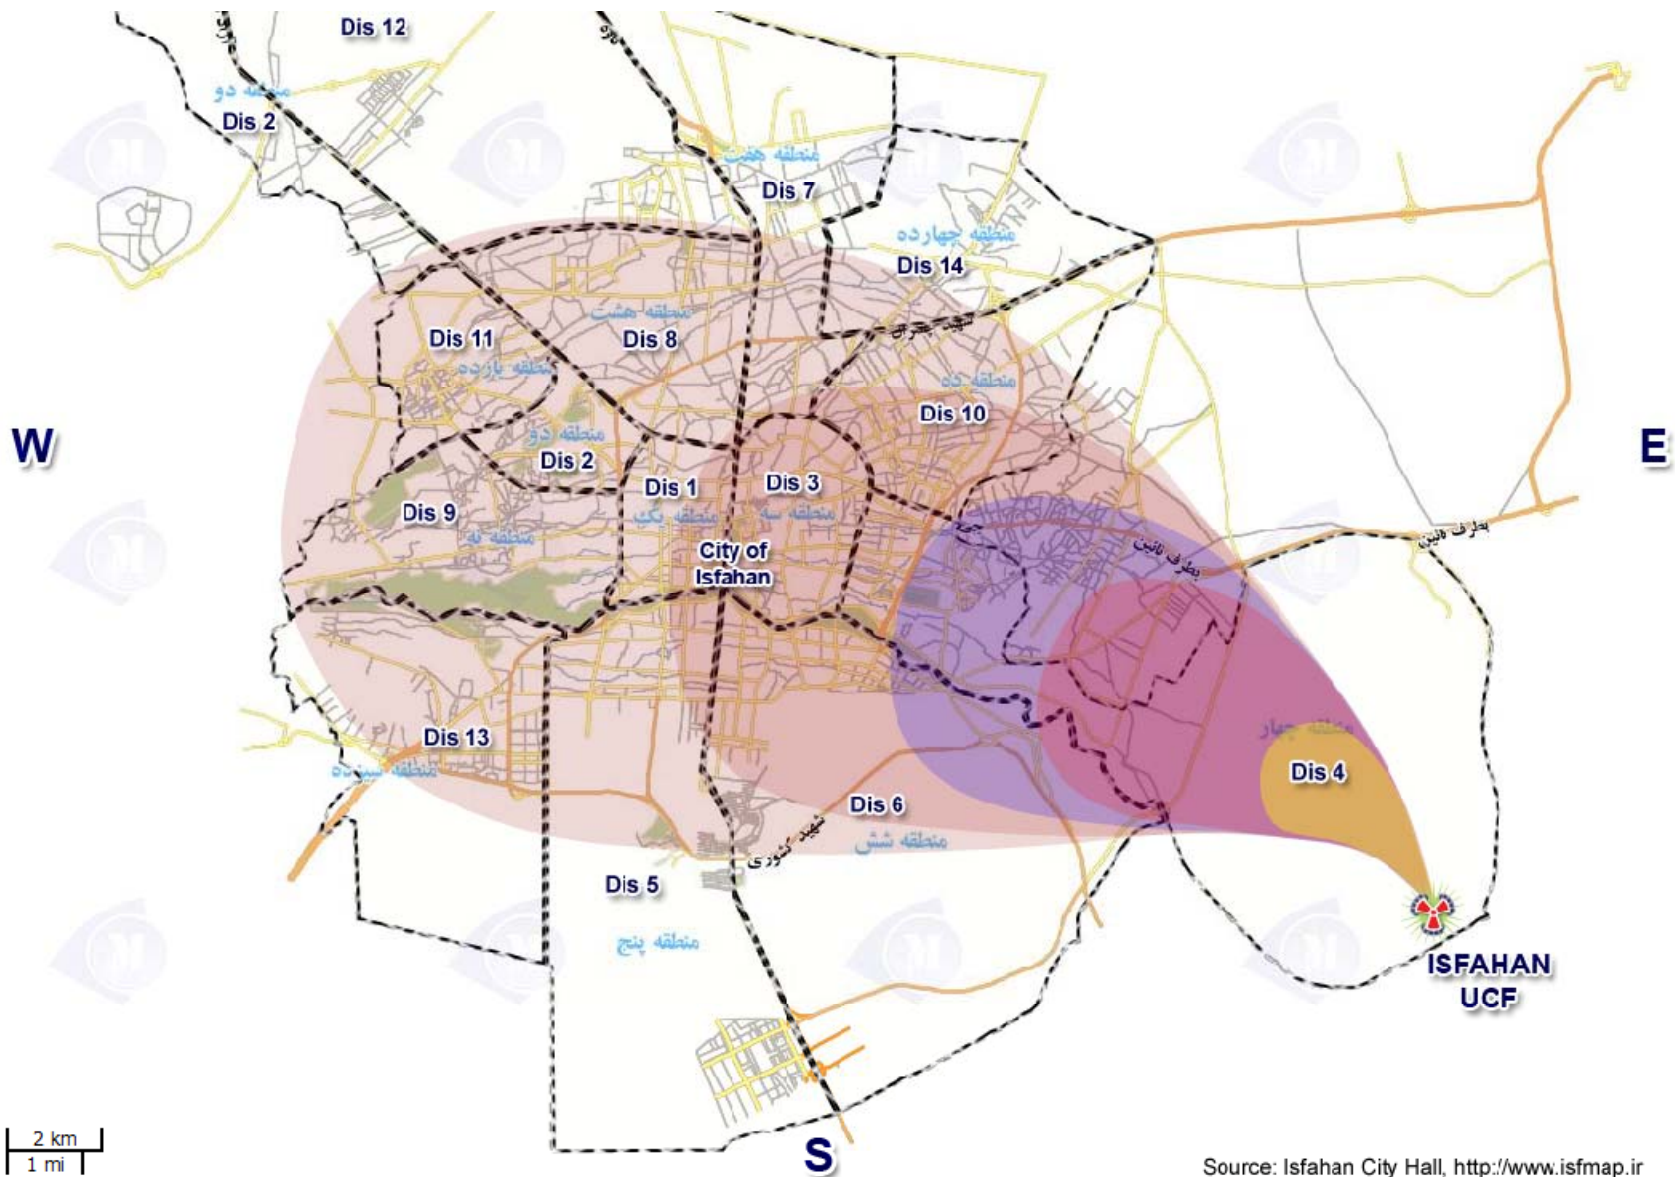 Dis 12
منطقه دو
Dis 2
منطقه هفت
Dis 7
منطقه چهارده
Dis 14
منطقه هشت
Dis 8
Dis 11
منطقه یازده
منطقه ده
Dis 10
W
E
منطقه دو
Dis 2
Dis 1
منطقه یک
Dis 3
منطقه سه
Dis 9
منطقه نه
جی
بطرف نائین
بطرف نائین
City of
Isfahan
منطقه چهار
Dis 4
Dis 13
منطقه سیزده
Dis 6
منطقه شش
شهید کشوری
Dis 5
منطقه پنج
ISFAHAN
UCF
2 km
1 mi
S
Source: Isfahan City Hall, http://www.isfmap.ir